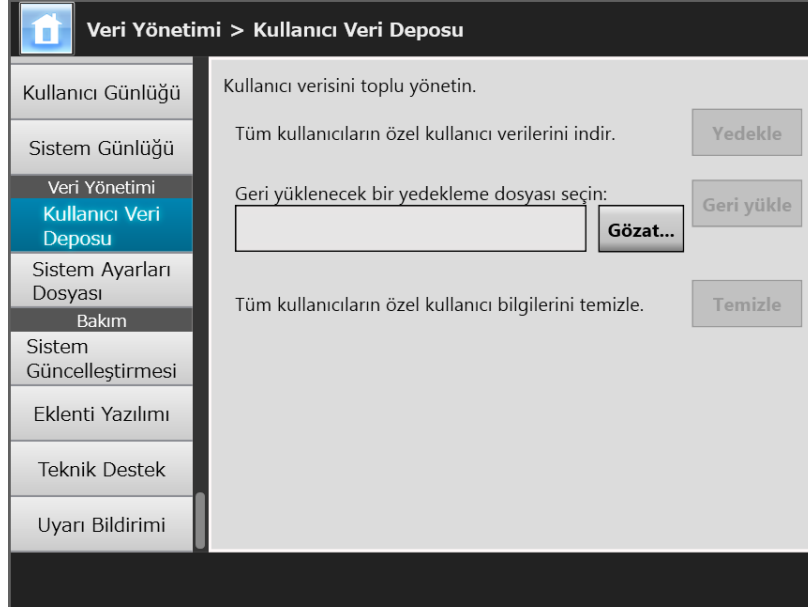 Veri Yönetimi > Kullanıcı Veri Deposu
Kullanıcı Günlüğü
Sistem Günlüğü
Veri Yönetimi
Kullanıcı Veri
Deposu
Sistem Ayarları
Dosyası
Bakım
Sistem
Güncelleştirmesi
Eklenti Yazılımı
Teknik Destek
Uyarı Bildirimi
Kullanıcı verisini toplu yönetin.
Tüm kullanıcıların özel kullanıcı verilerini indir.
Yedekle
Geri yüklenecek bir yedekleme dosyası seçin:
Geri yükle
Gözat...
Tüm kullanıcıların özel kullanıcı bilgilerini temizle.
Temizle